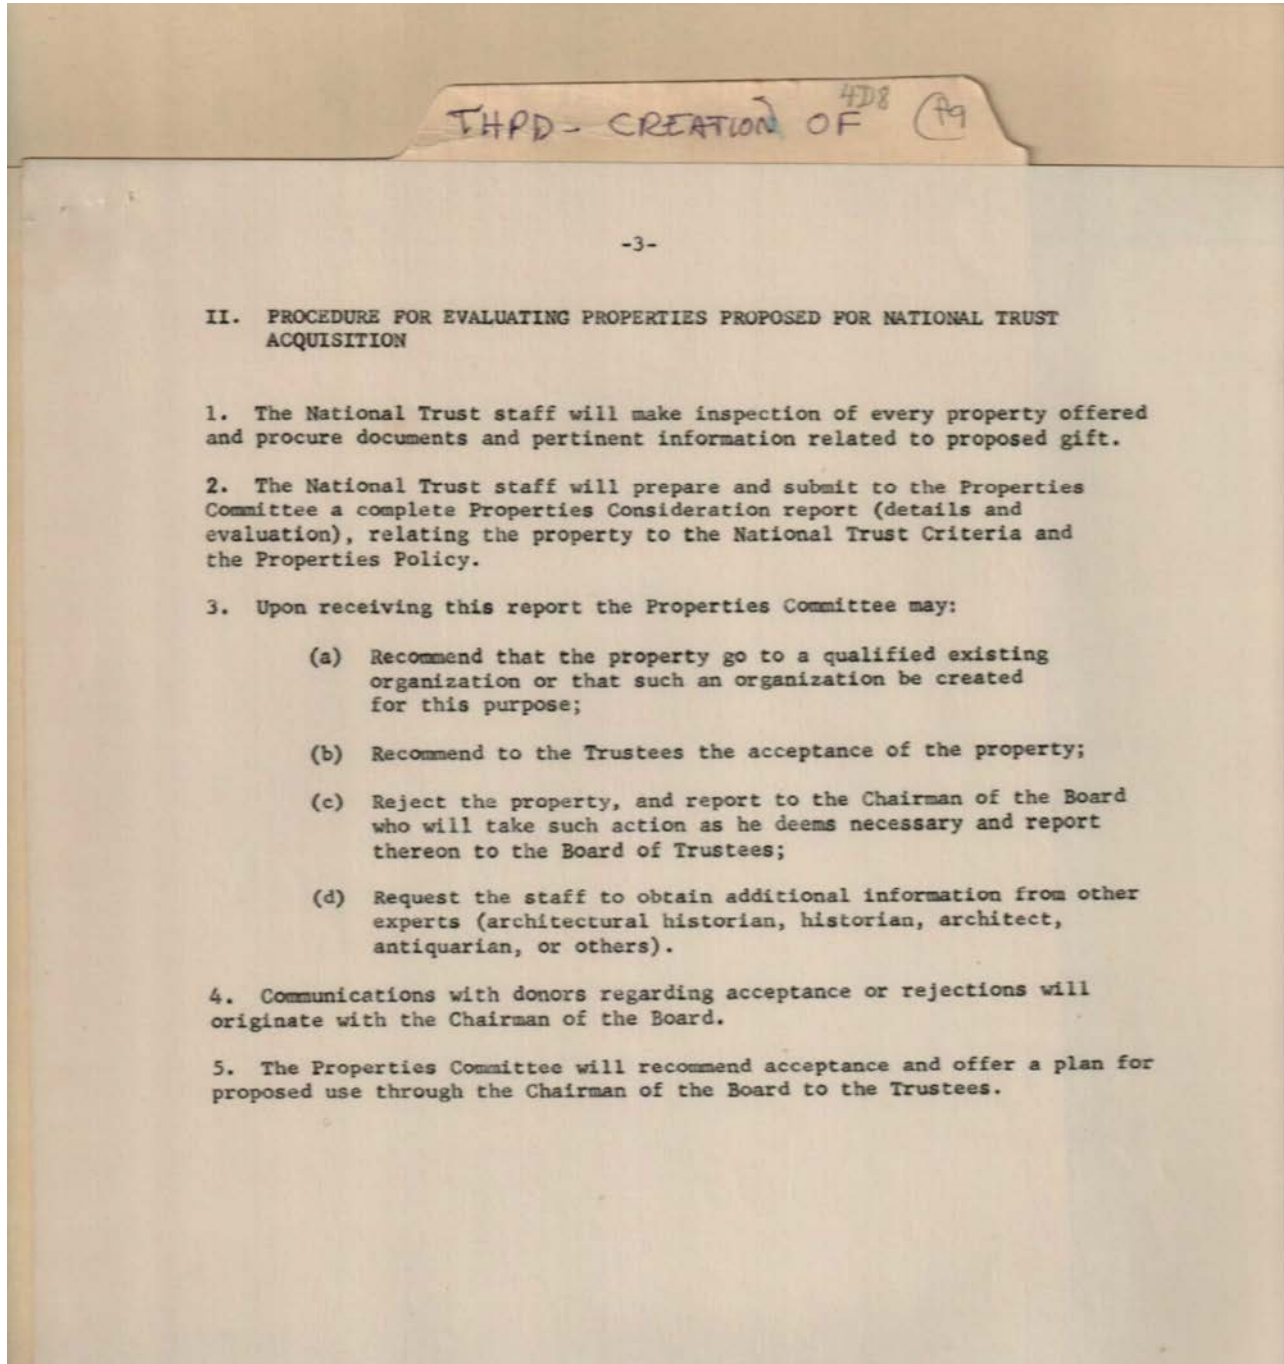 THPD - CREATION OF
4D8
-3-
II. PROCEDURE FOR EVALUATING PROPERTIES PROPOSED FOR NATIONAL TRUST
ACQUISITION
1. The National Trust staff will make inspection of every property offered
and procure documents and pertinent information related to proposed gift.
2. The National Trust staff will prepare and submit to the Properties
Committee a complete Properties Consideration report (details and
evaluation), relating the property to the National Trust Criteria and
the Properties Policy.
3. Upon receiving this report the Properties Committee may:
(a) Recommend that the property go to a qualified existing
organization or that such an organization be created
for this purpose;
(b) Recommend to the Trustees the acceptance of the property;
(c) Reject the property, and report to the Chairman of the Board
who will take such action as he deems necessary and report
thereon to the Board of Trustees;
(d) Request the staff to obtain additional information from other
experts (architectural historian, historian, architect,
antiquarian, or others).
4. Communications with donors regarding acceptance or rejections will
originate with the Chairman of the Board.
5. The Properties Committee will recommend acceptance and offer a plan for
proposed use through the Chairman of the Board to the Trustees.